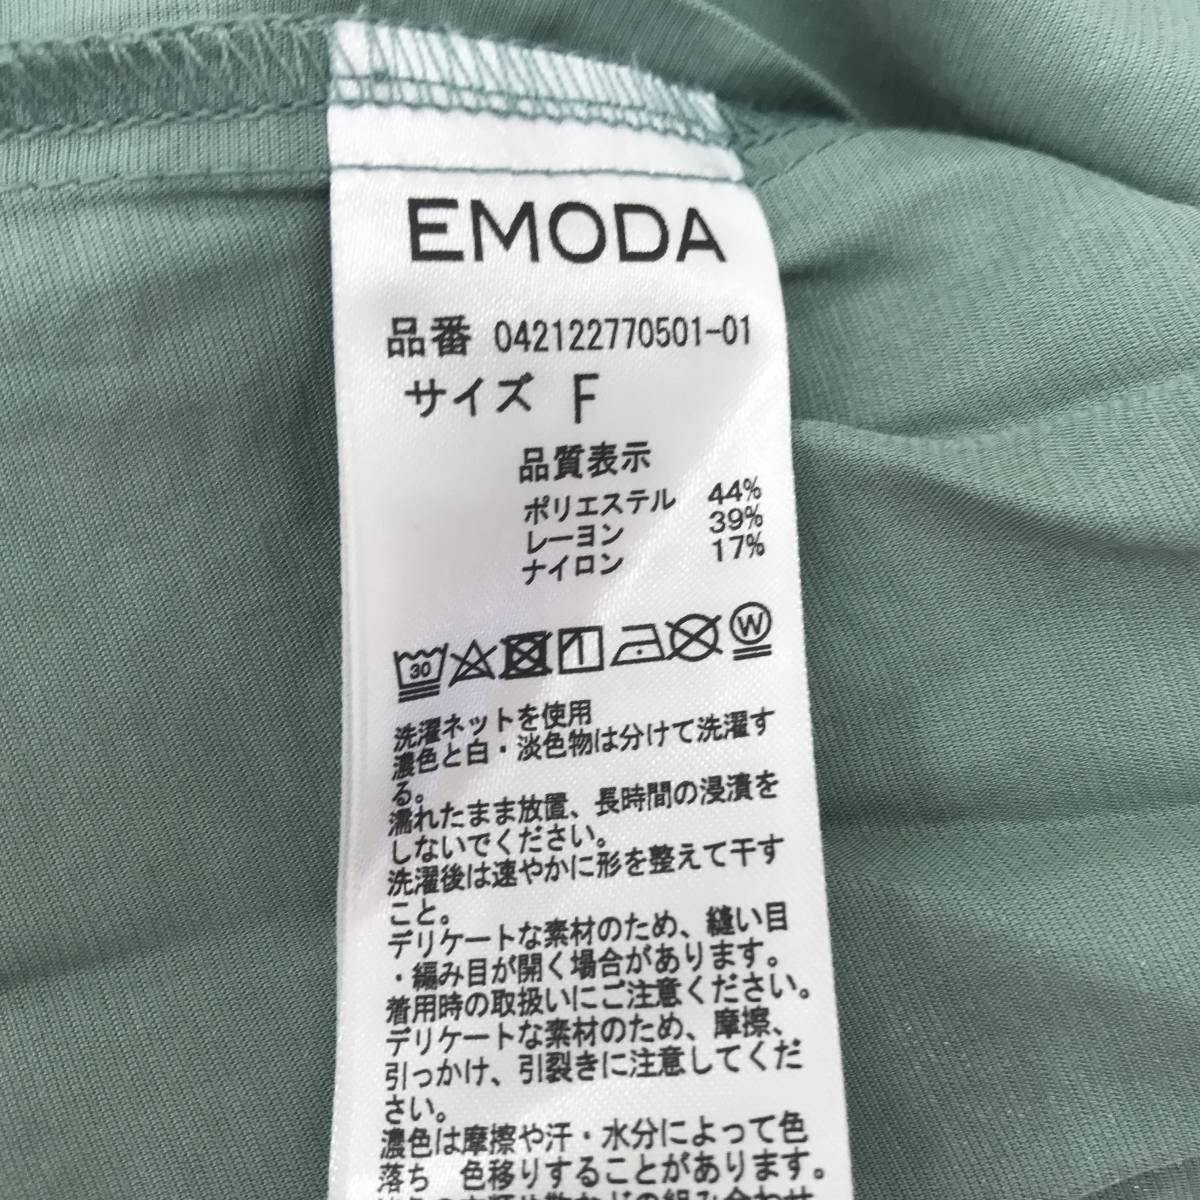 EMODA
品番 042122770501-01
サイズ F
品質表示
ポリエステル 44%
レーヨン 39%
ナイロン 17%
30 W
洗濯ネットを使用
濃色と白・淡色物は分けて洗濯す
る。
濡れたまま放置、長時間の浸漬を
しないでください。
洗濯後は速やかに形を整えて干す
こと。
デリケートな素材のため、縫い目
・編み目が開く場合があります。
着用時の取扱いにご注意ください。
デリケートな素材のため、摩擦、
引っかけ、引裂きに注意してくだ
さい。
濃色は摩擦や汗・水分によって色
落ち 色移りすることがあります。